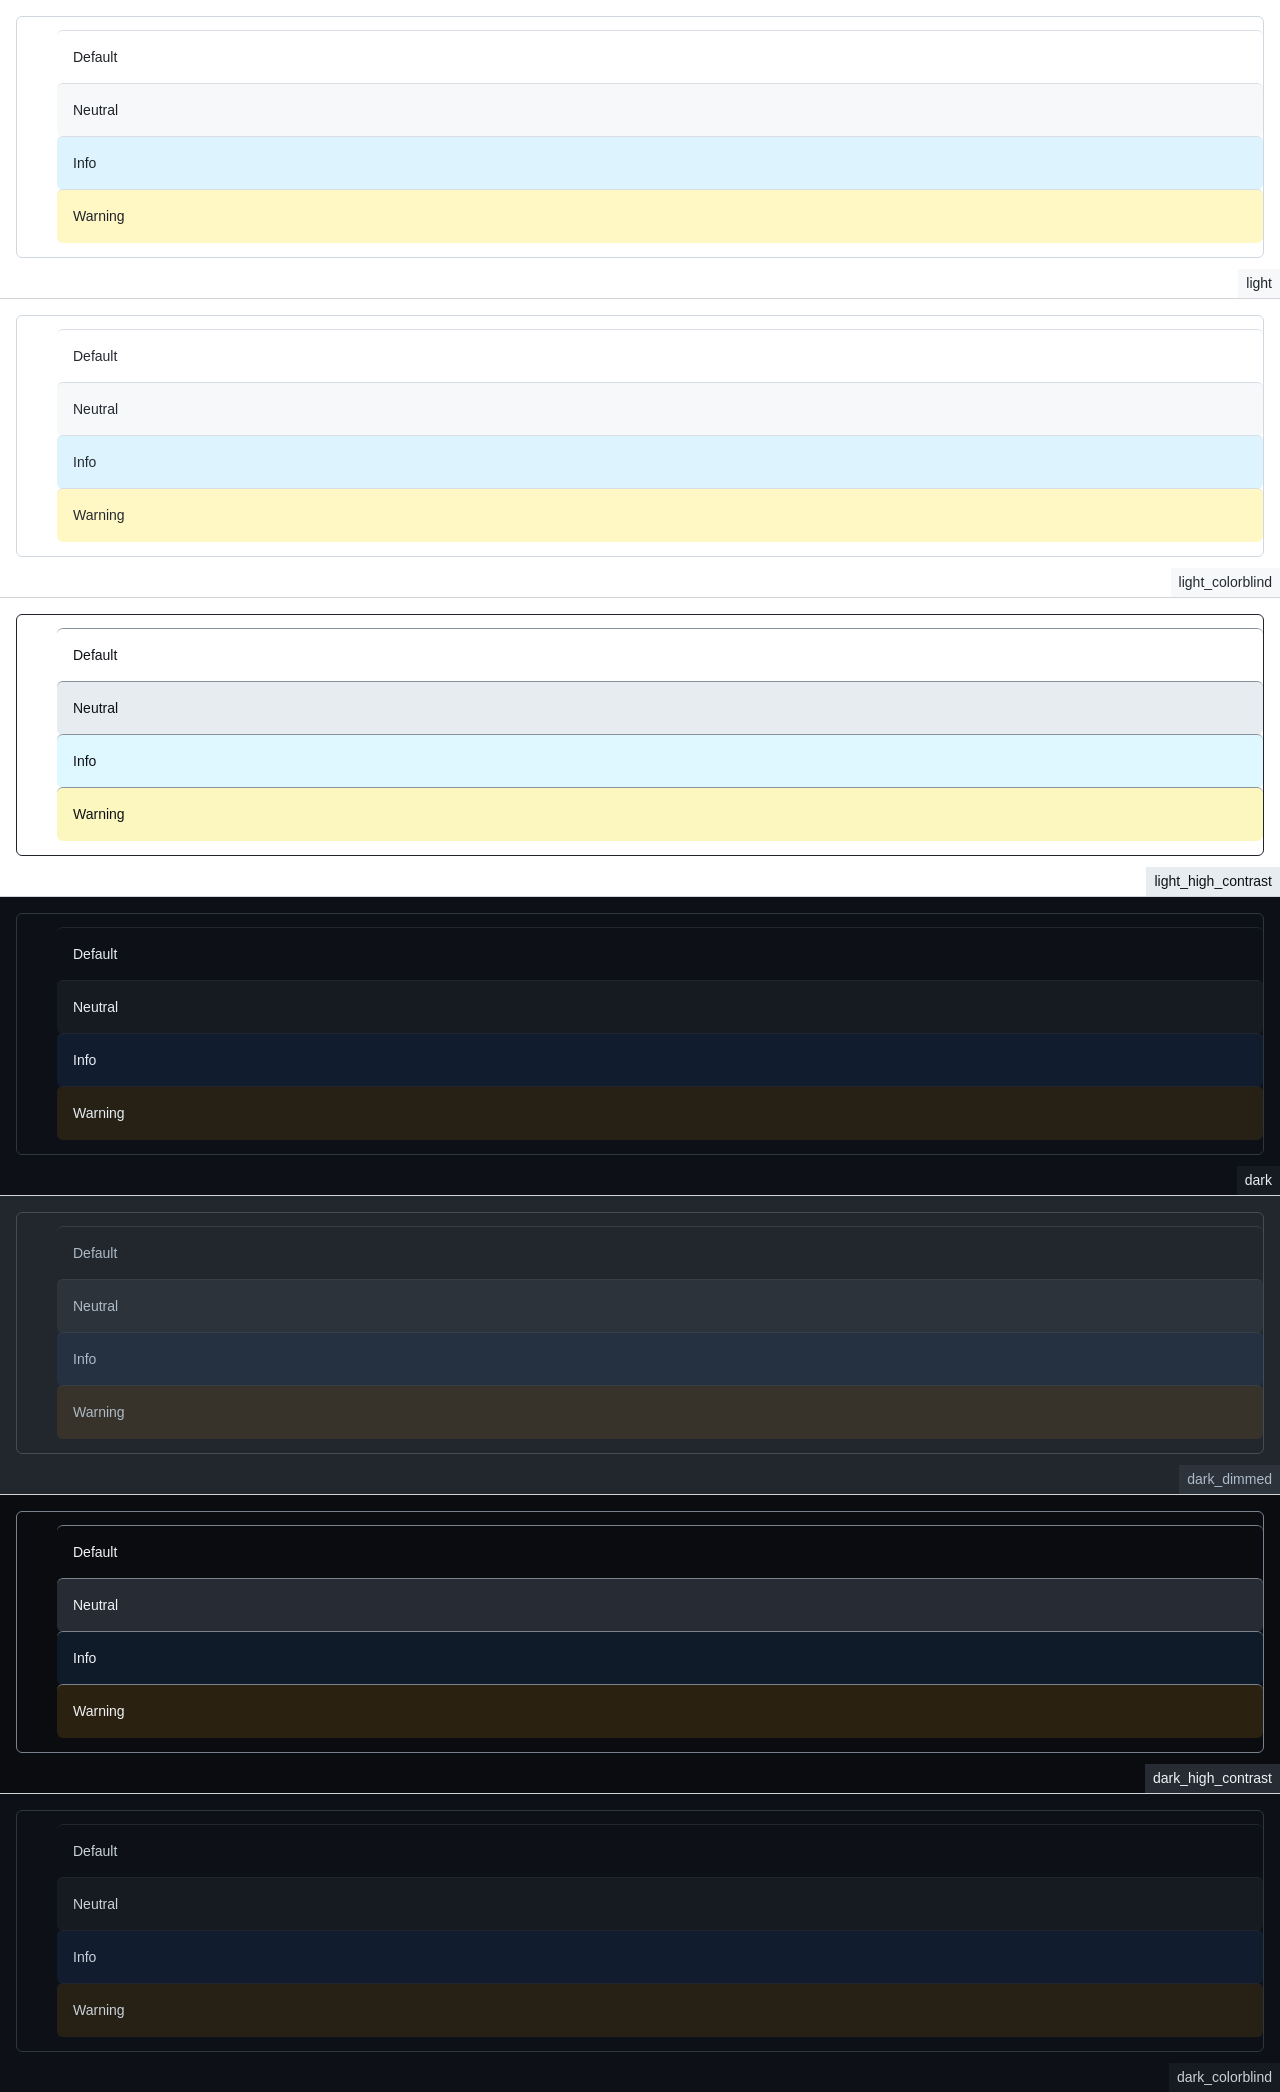 Default
Neutral
Info
Warning
light
Default
Neutral
Info
Warning
light_colorblind
Default
Neutral
Info
Warning
light_high_contrast
Default
Neutral
Info
Warning
dark
Default
Neutral
Info
Warning
dark_dimmed
Default
Neutral
Info
Warning
dark_high_contrast
Default
Neutral
Info
Warning
dark_colorblind